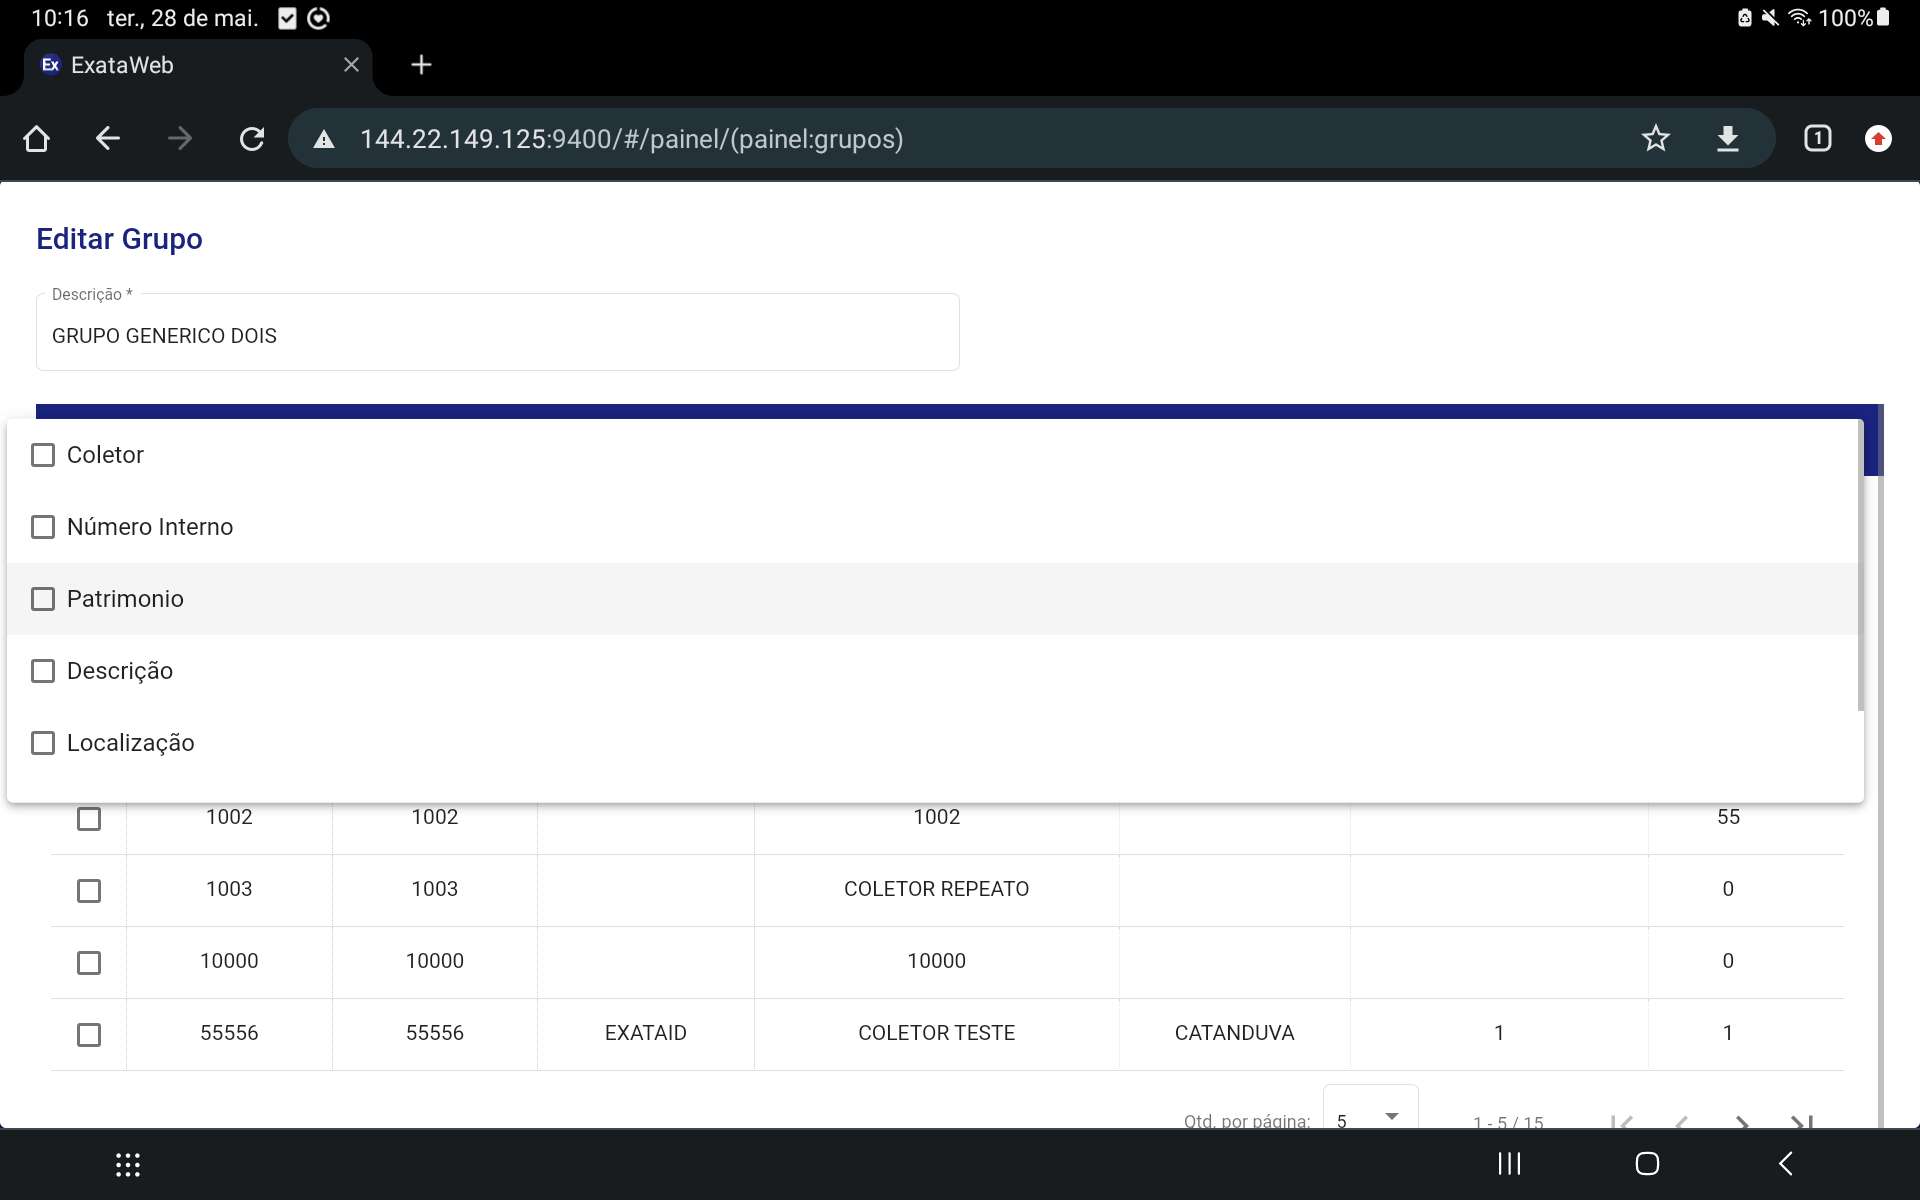 10:16 ter., 28 de mai. 100%
Ex ExataWeb
144.22.149.125:9400/#/painel/(painel:grupos) 1
Editar Grupo
Descrição *
GRUPO GENERICO DOIS
Coletor
Número Interno
Patrimonio
Descrição
Localização
1002 1002 1002 55
1003 1003 COLETOR REPEATO 0
10000 10000 10000 0
55556 55556 EXATAID COLETOR TESTE CATANDUVA 1 1
Qtd. por página: 5 1 - 5 / 15